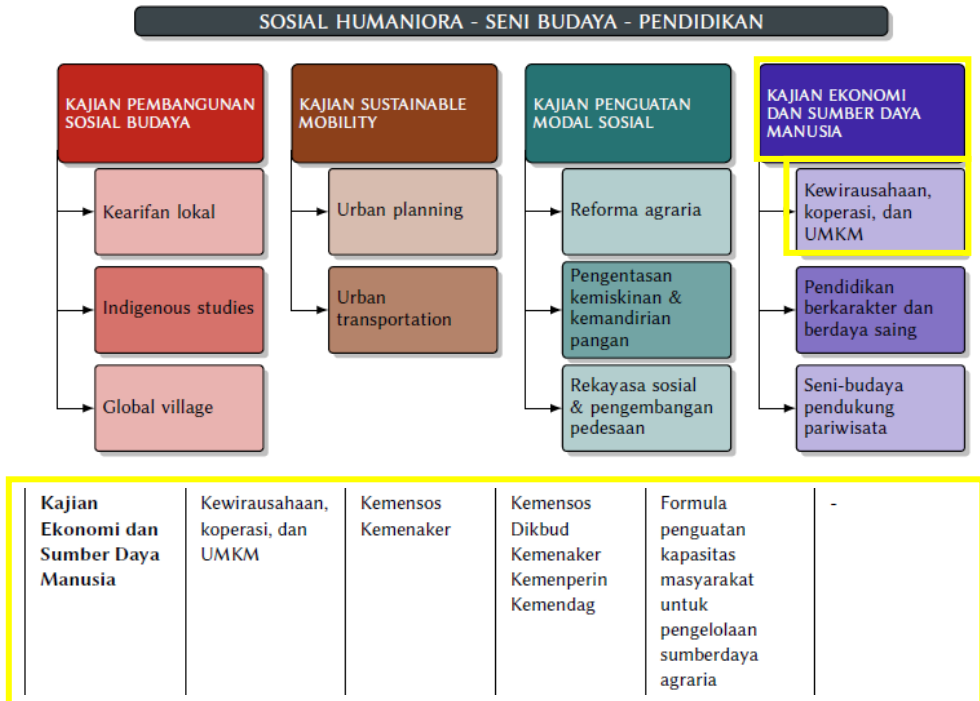 SOSIAL HUMANIORA - SENI BUDAYA - PENDIDIKAN
KAJIAN PEMBANGUNAN
SOSIAL BUDAYA
Kearifan lokal
Indigenous studies
Global village
KAJIAN SUSTAINABLE
MOBILITY
Urban planning
Urban
transportation
KAJIAN PENGUATAN
MODAL SOSIAL
Reforma agraria
Pengentasan
kemiskinan &
kemandirian
pangan
Rekayasa sosial
& pengembangan
pedesaan
KAJIAN EKONOMI
DAN SUMBER DAYA
MANUSIA
Kewirausahaan,
koperasi, dan
UMKM
Pendidikan
berkarakter dan
berdaya saing
Seni-budaya
pendukung
pariwisata
Kajian
Ekonomi dan
Sumber Daya
Manusia
Kewirausahaan,
koperasi, dan
UMKM
Kemensos
Kemenaker
Kemensos
Dikbud
Kemenaker
Kemenperin
Kemendag
Formula
penguatan
kapasitas
masyarakat
untuk
pengelolaan
sumberdaya
agraria
-